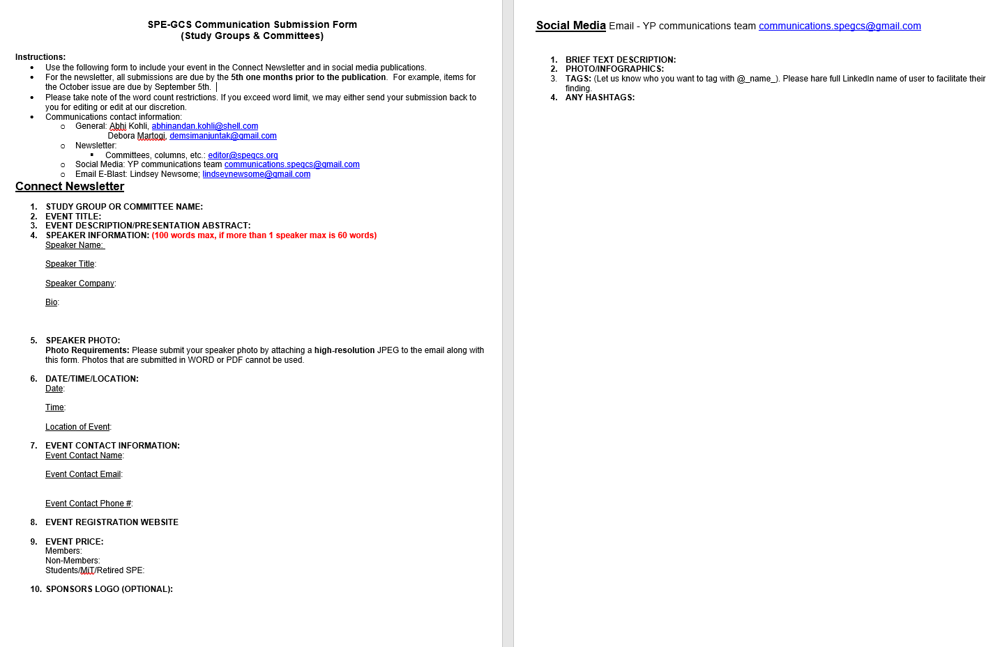 SPE-GCS Communication Submission Form
(Study Groups & Committees)
Instructions:
• Use the following form to include your event in the Connect Newsletter and in social media publications.
• For the newsletter, all submissions are due by the 5th one months prior to the publication. For example, items for
the October issue are due by September 5th.
• Please take note of the word count restrictions. If you exceed word limit, we may either send your submission back to
you for editing or edit at our discretion.
• Communications contact information:
o General: Abhi Kohli, abhinandan.kohli@shell.com
Debora Martogi, demsimanjuntak@gmail.com
o Newsletter:
▪ Committees, columns, etc.: editor@spegcs.org
o Social Media: YP communications team communications.spegcs@gmail.com
o Email E-Blast: Lindsey Newsome; lindseynewsome@gmail.com
Connect Newsletter
1. STUDY GROUP OR COMMITTEE NAME:
2. EVENT TITLE:
3. EVENT DESCRIPTION/PRESENTATION ABSTRACT:
4. SPEAKER INFORMATION: (100 words max, if more than 1 speaker max is 60 words)
Speaker Name:
Speaker Title:
Speaker Company:
Bio:
5. SPEAKER PHOTO:
Photo Requirements: Please submit your speaker photo by attaching a high-resolution JPEG to the email along with
this form. Photos that are submitted in WORD or PDF cannot be used.
6. DATE/TIME/LOCATION:
Date:
Time:
Location of Event:
7. EVENT CONTACT INFORMATION:
Event Contact Name:
Event Contact Email:
Event Contact Phone #:
8. EVENT REGISTRATION WEBSITE
9. EVENT PRICE:
Members:
Non-Members:
Students/MiT/Retired SPE:
10. SPONSORS LOGO (OPTIONAL):
Social Media Email - YP communications team communications.spegcs@gmail.com
1. BRIEF TEXT DESCRIPTION:
2. PHOTO/INFOGRAPHICS:
3. TAGS: (Let us know who you want to tag with @_name_). Please hare full LinkedIn name of user to facilitate their
finding.
4. ANY HASHTAGS: